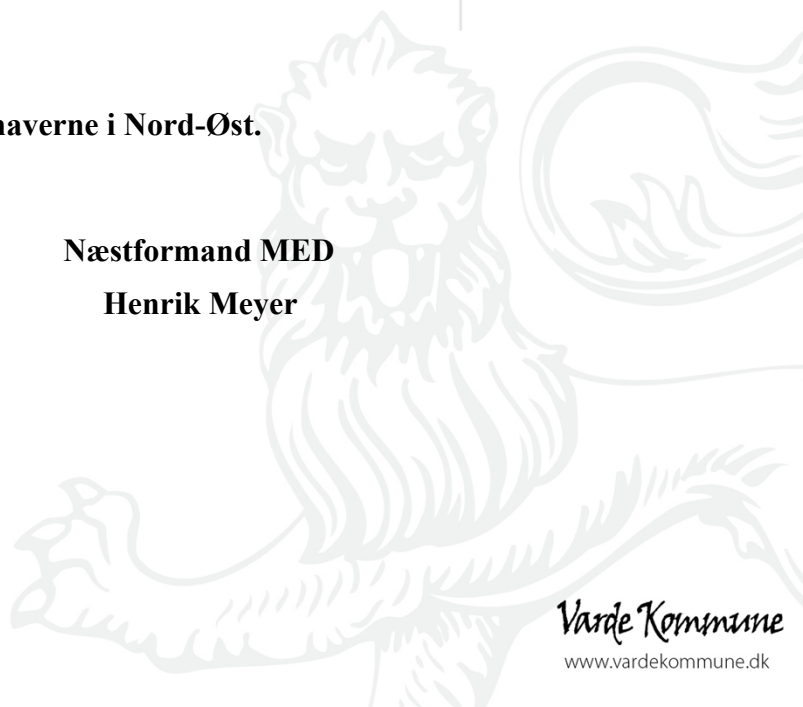 naverne i Nord-Øst.
Næstformand MED
Henrik Meyer
Varde Kommune
www.vardekommune.dk